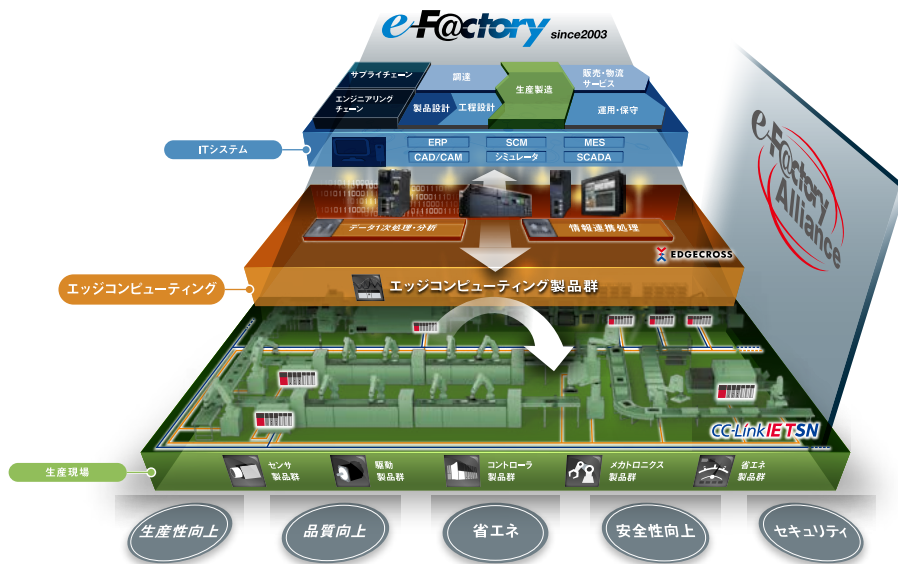 e-F@ctory since2003
サプライチェーン
調達
生産製造
販売・物流
サービス
エンジニアリング
チェーン
製品設計
工程設計
運用・保守
ITシステム
ERP
SCM
MES
CAD/CAM
シミュレータ
SCADA
データ1次処理・分析
情報連携処理
EDGECROSS
エッジコンピューティング
エッジコンピューティング製品群
e-F@ctory
Alliance
CC-Link IE TSN
生産現場
センサ
製品群
駆動
製品群
コントローラ
製品群
メカトロニクス
製品群
省エネ
製品群
生産性向上
品質向上
省エネ
安全性向上
セキュリティ